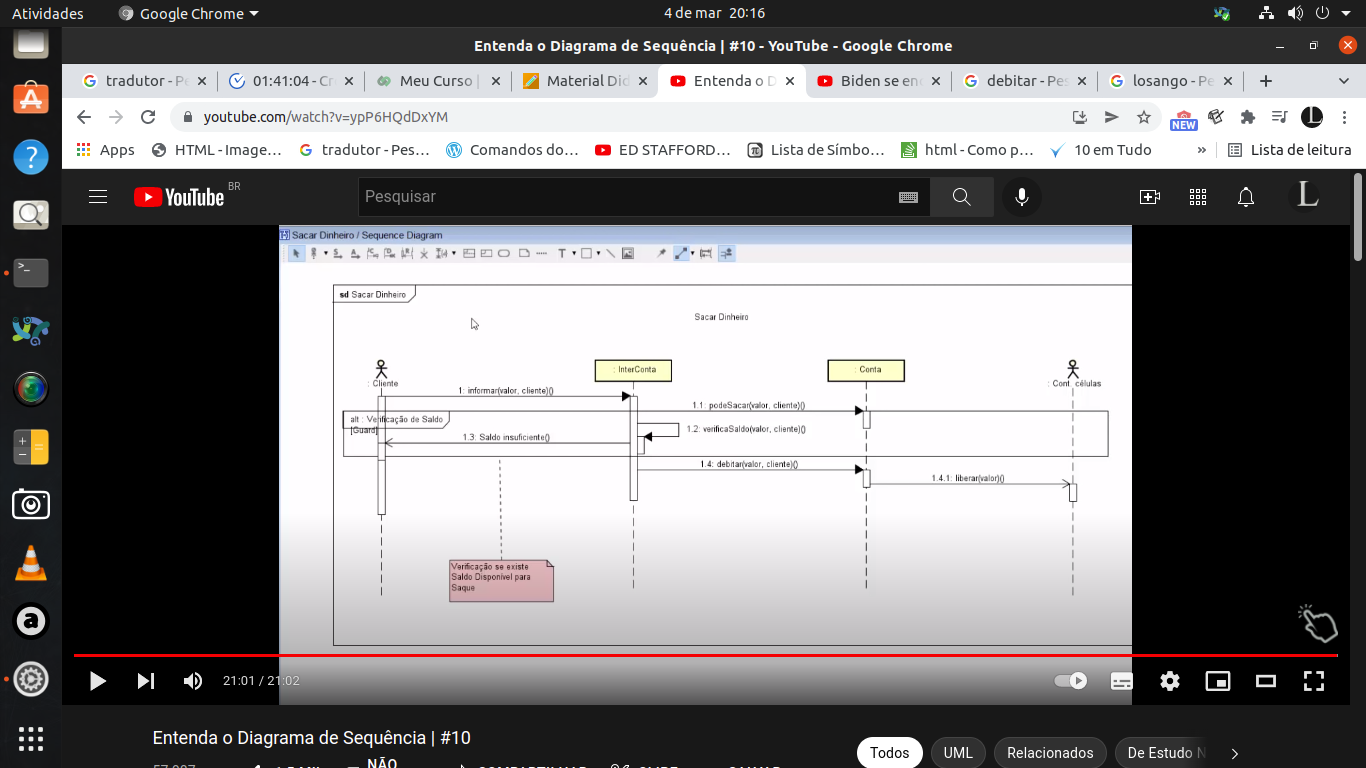 Atividades
Google Chrome
4 de mar 20:16
Entenda o Diagrama de Sequência | #10 - YouTube - Google Chrome
tradutor - Pe
01:41:04 - Cr
Meu Curso |
Material Did
Entenda o D
Biden se en
debitar - Pes
losango - Pe
youtube.com/watch?v=ypP6HQdDxYM
NEW
Apps
HTML - Image...
tradutor - Pes...
Comandos do...
ED STAFFORD...
Lista de Símbo...
html - Como p...
10 em Tudo
»
Lista de leitura
YouTube BR
Pesquisar
L
Sacar Dinheiro / Sequence Diagram
sd Sacar Dinheiro
Sacar Dinheiro
: Cliente
: InterConta
: Conta
: Cont. células
1: informar(valor, cliente)()
1.1: podeSacar(valor, cliente)()
alt : Verificação de Saldo
[Guard]
1.2: verificaSaldo(valor, cliente)()
1.3: Saldo insuficiente()
1.4: debitar(valor, cliente)()
1.4.1: liberar(valor)()
Verificação se existe
Saldo Disponível para
Saque
21:01 / 21:02
Entenda o Diagrama de Sequência | #10
Todos
UML
Relacionados
De Estudo N
NÃO